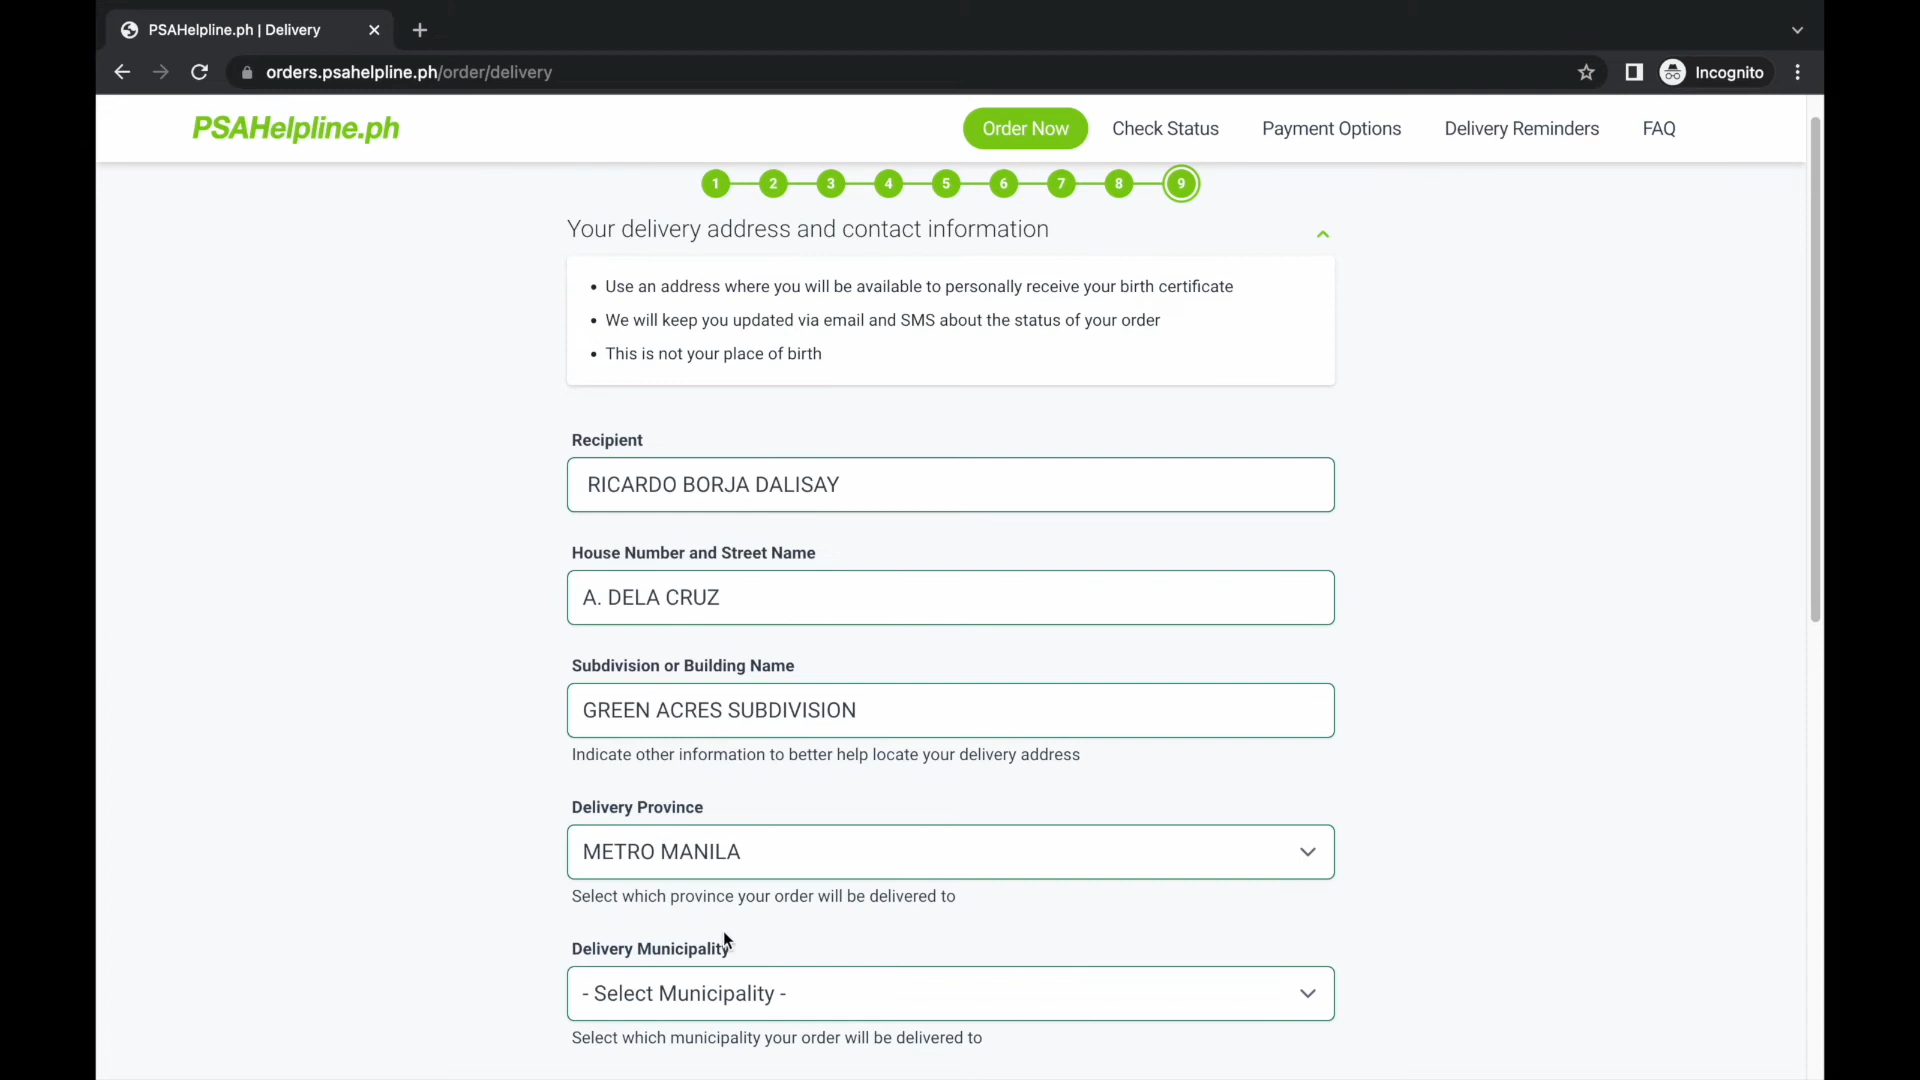 PSAHelpline.ph | Delivery
orders.psahelpline.ph/order/delivery
Incognito
PSAHelpline.ph
Order Now
Check Status
Payment Options
Delivery Reminders
FAQ
1 2 3 4 5 6 7 8 9
Your delivery address and contact information
• Use an address where you will be available to personally receive your birth certificate
• We will keep you updated via email and SMS about the status of your order
• This is not your place of birth
Recipient
RICARDO BORJA DALISAY
House Number and Street Name
A. DELA CRUZ
Subdivision or Building Name
GREEN ACRES SUBDIVISION
Indicate other information to better help locate your delivery address
Delivery Province
METRO MANILA
Select which province your order will be delivered to
Delivery Municipality
- Select Municipality -
Select which municipality your order will be delivered to